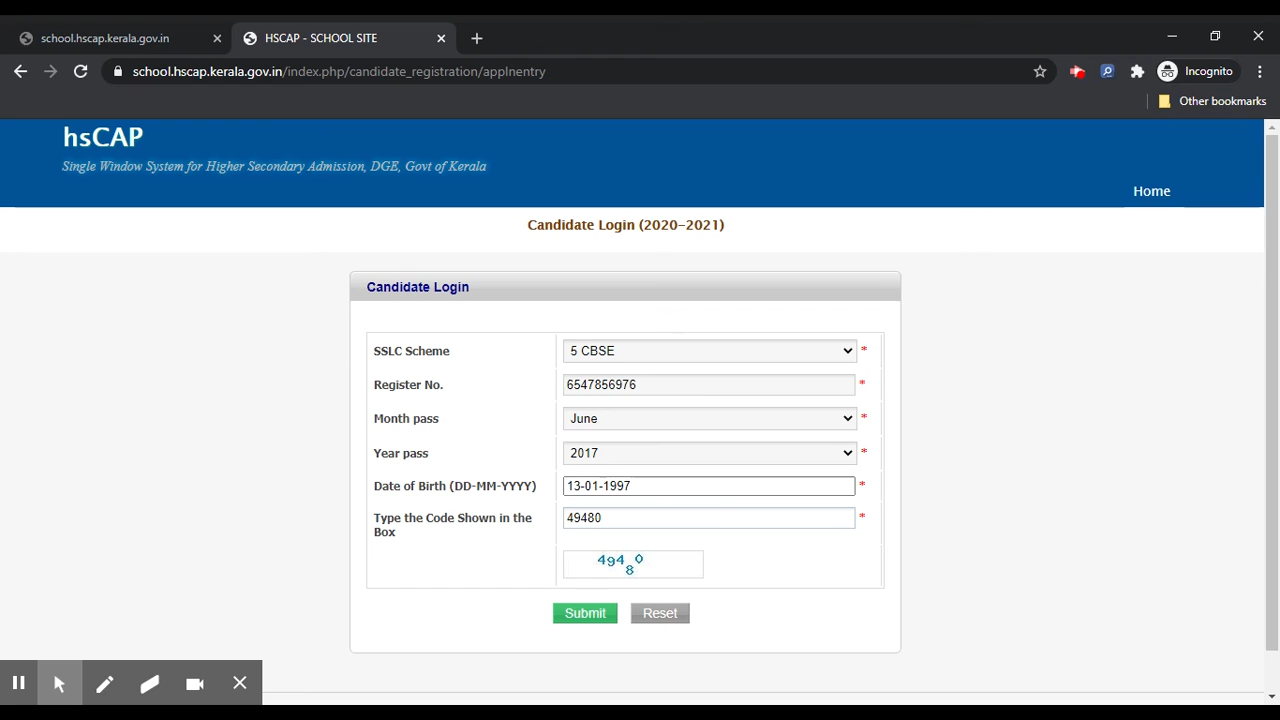 school.hscap.kerala.gov.in
HSCAP - SCHOOL SITE
school.hscap.kerala.gov.in/index.php/candidate_registration/applnentry
Incognito
Other bookmarks
hsCAP
Single Window System for Higher Secondary Admission, DGE, Govt of Kerala
Home
Candidate Login (2020-2021)
Candidate Login
SSLC Scheme 5 CBSE *
Register No. 6547856976 *
Month pass June *
Year pass 2017 *
Date of Birth (DD-MM-YYYY) 13-01-1997 *
Type the Code Shown in the Box 49480 *
49480
Submit Reset